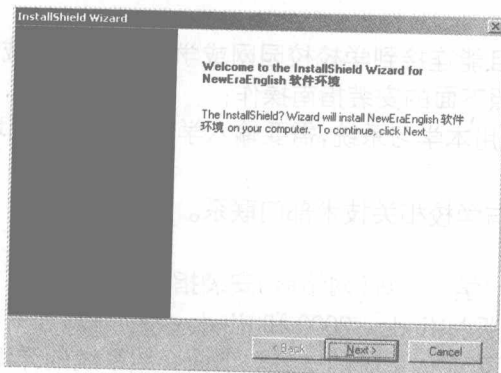 InstallShield Wizard
Welcome to the InstallShield Wizard for
NewEraEnglish 软件环境
The InstallShield? Wizard will install NewEraEnglish 软件
环境 on your computer. To continue, click Next.
< Back
Next >
Cancel